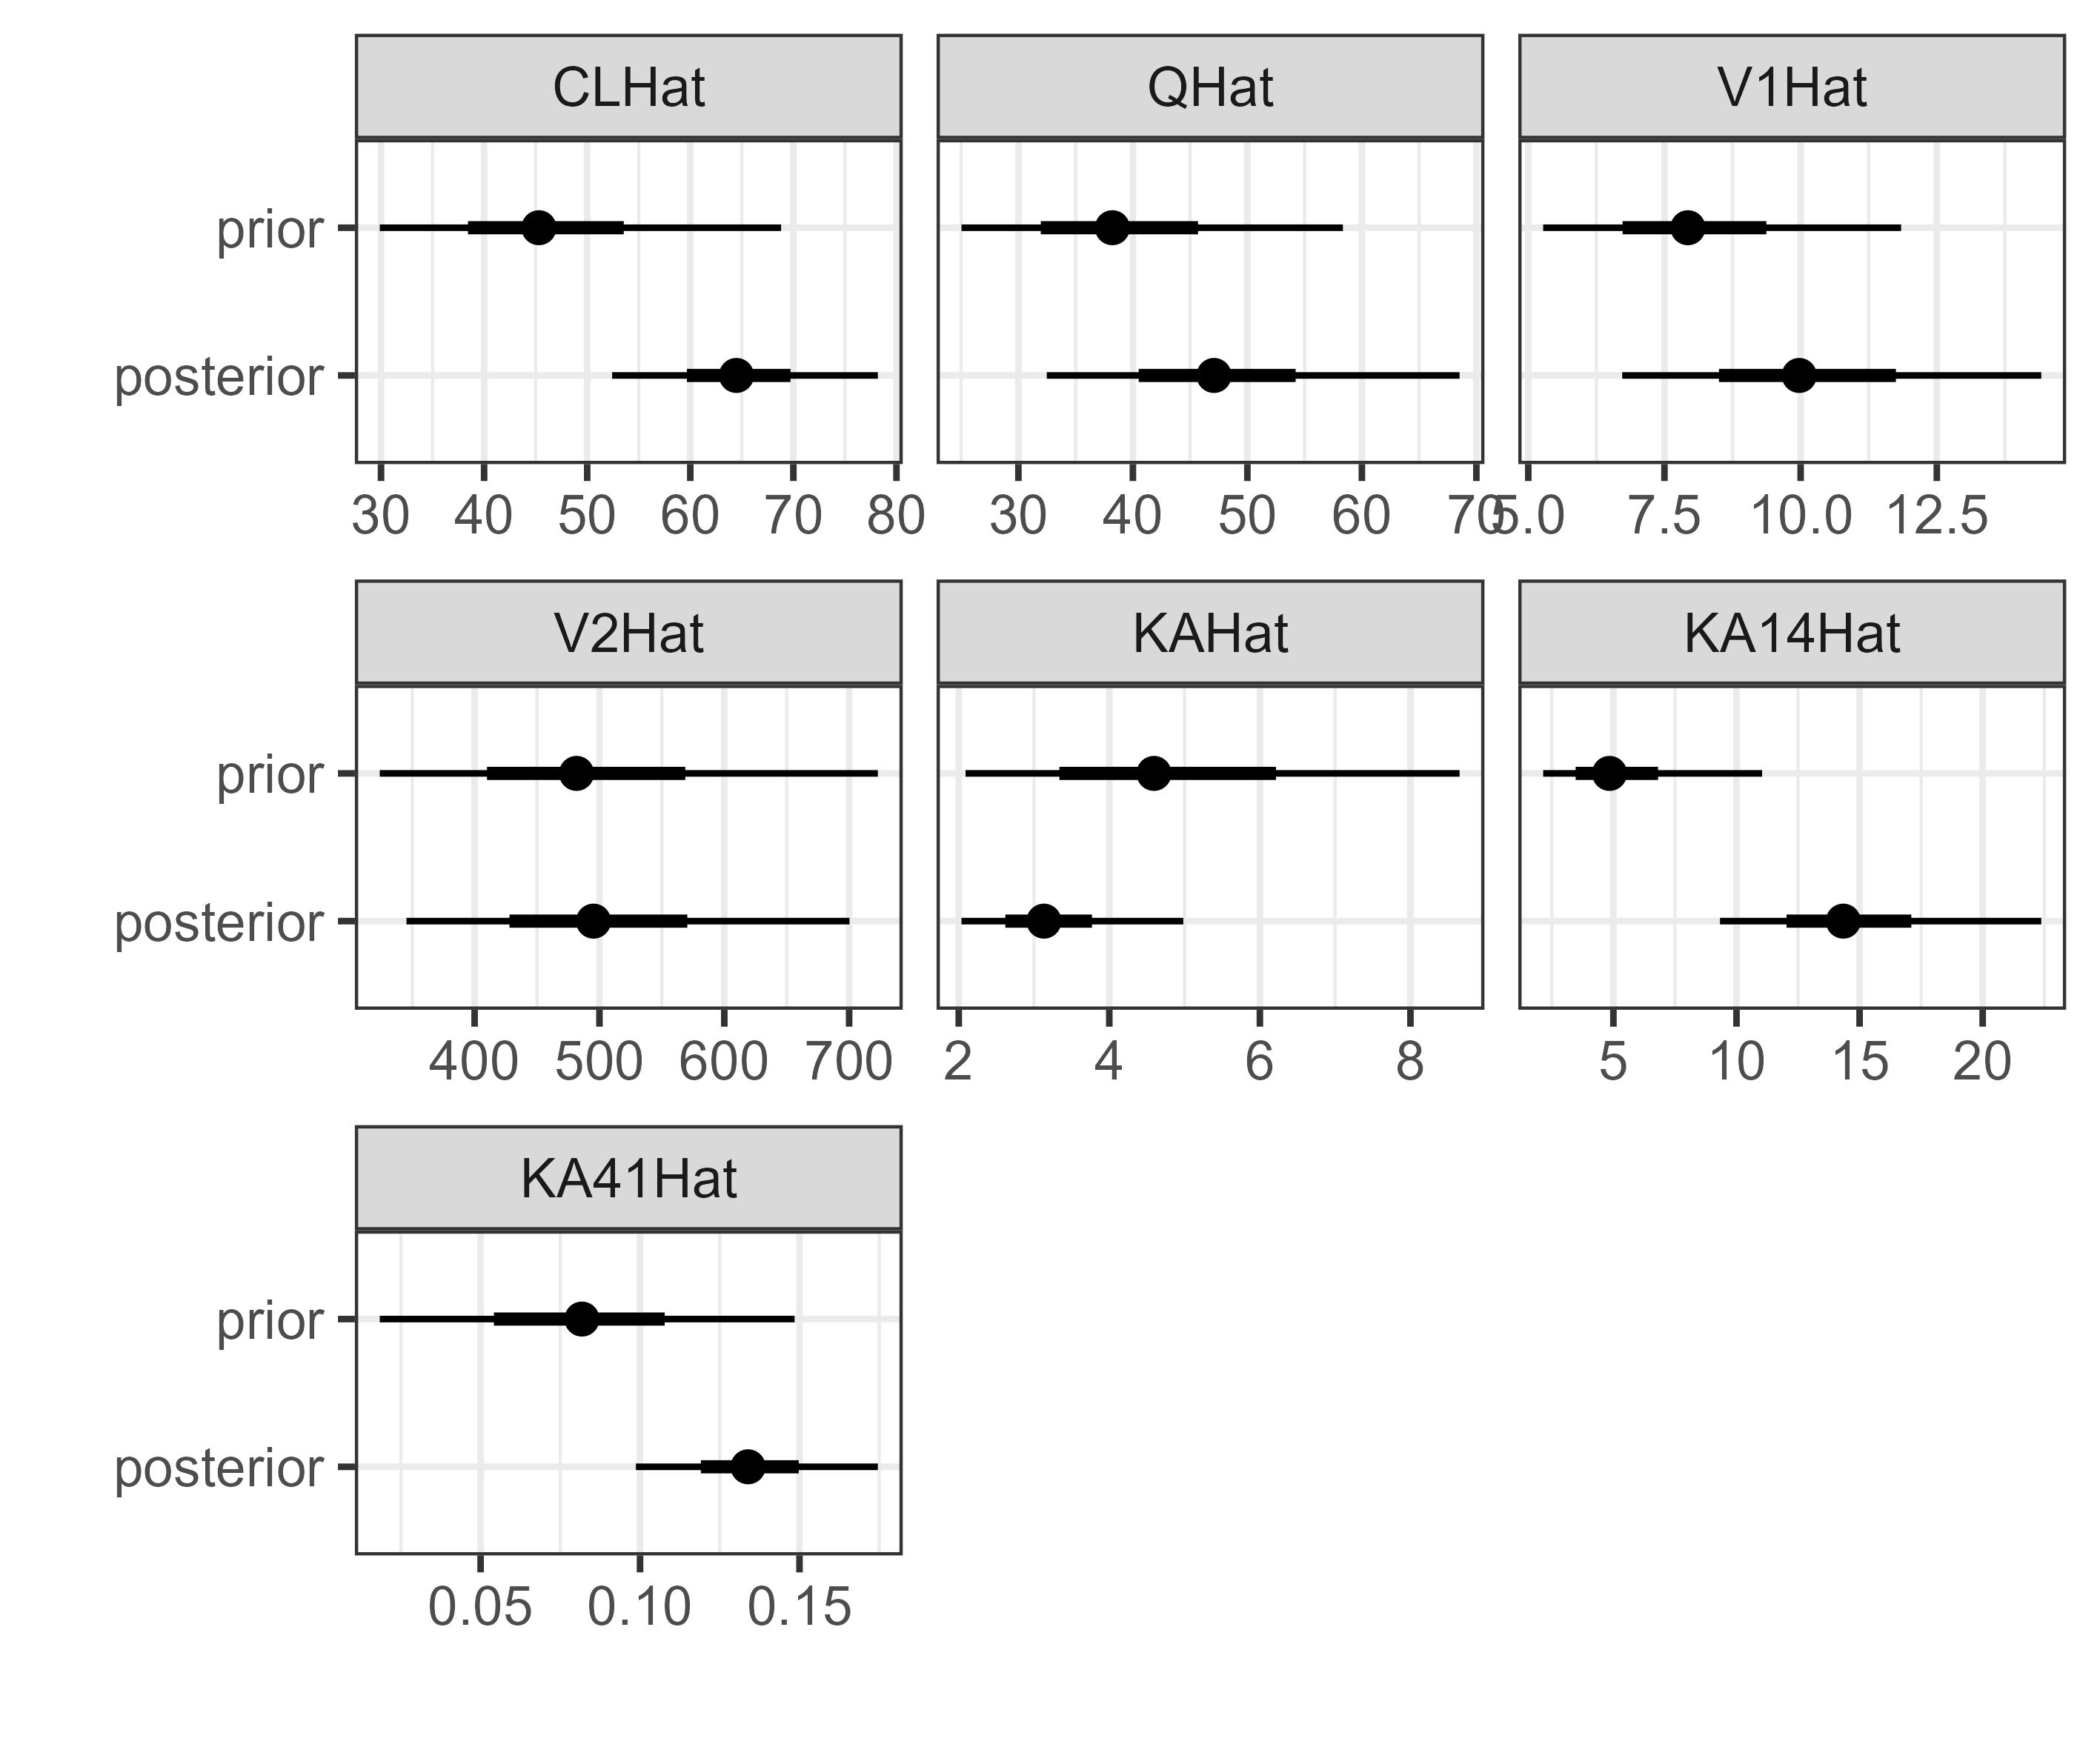 CLHat QHat V1Hat
prior
posterior
30 40 50 60 70 80 30 40 50 60 70 5.0 7.5 10.0 12.5
V2Hat KAHat KA14Hat
prior
posterior
400 500 600 700 2 4 6 8 5 10 15 20
KA41Hat
prior
posterior
0.05 0.10 0.15